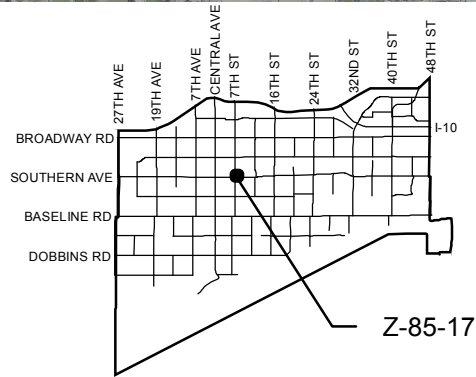 27TH AVE
19TH AVE
7TH AVE
CENTRAL AVE
7TH ST
16TH ST
24TH ST
32ND ST
40TH ST
48TH ST
I-10
BROADWAY RD
SOUTHERN AVE
BASELINE RD
DOBBINS RD
Z-85-17